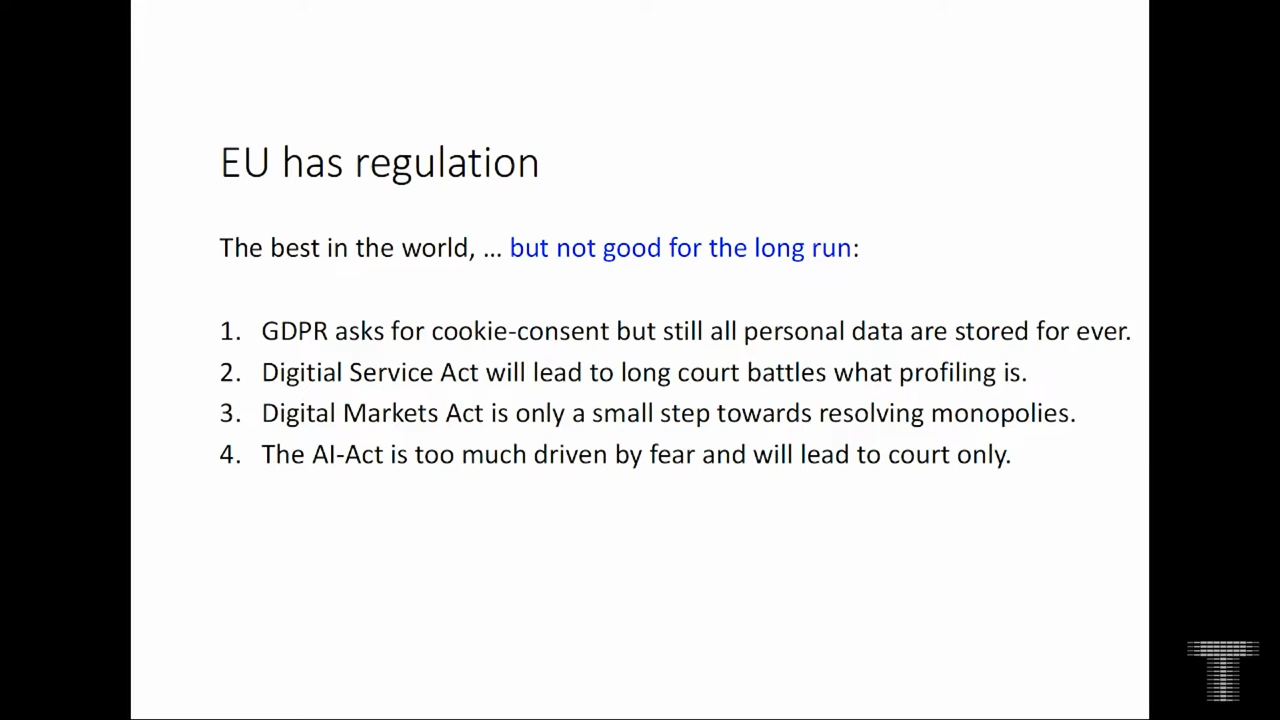 EU has regulation
The best in the world, ... but not good for the long run:
1. GDPR asks for cookie-consent but still all personal data are stored for ever.
2. Digitial Service Act will lead to long court battles what profiling is.
3. Digital Markets Act is only a small step towards resolving monopolies.
4. The AI-Act is too much driven by fear and will lead to court only.